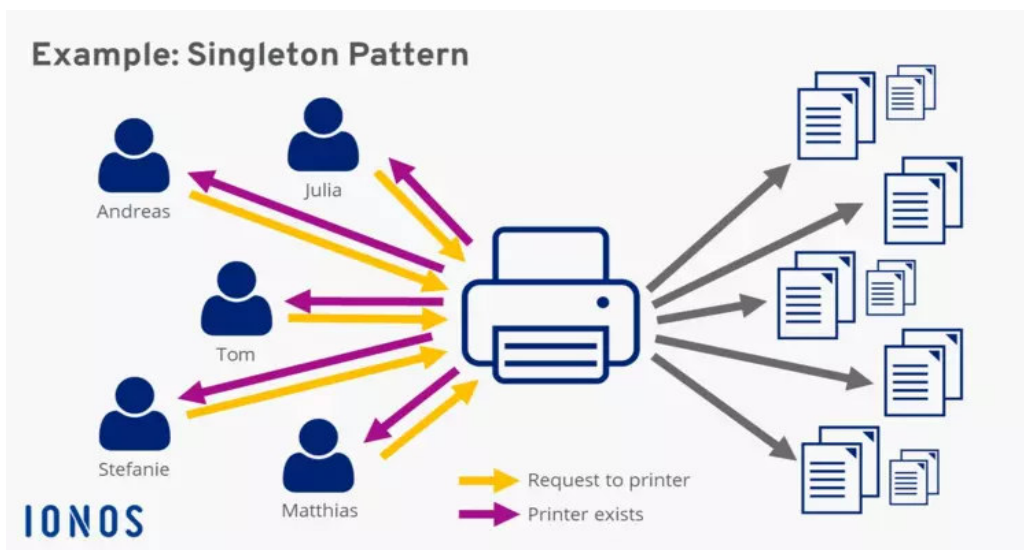 Example: Singleton Pattern
Julia
Andreas
Tom
Stefanie
Matthias
Request to printer
Printer exists
IONOS